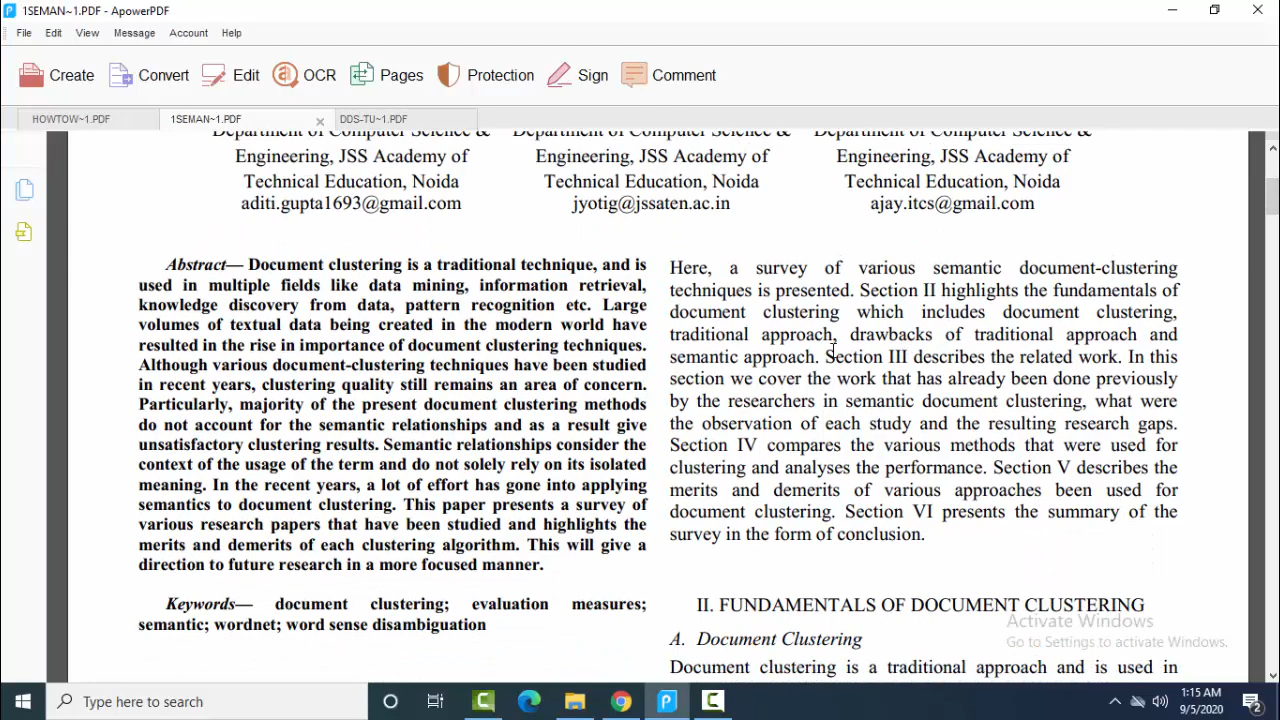 1SEMAN~1.PDF - ApowerPDF
File Edit View Message Account Help
Create Convert Edit OCR Pages Protection Sign Comment
HOWTOW~1.PDF 1SEMAN~1.PDF DDS-TU~1.PDF
Department of Computer Science & Department of Computer Science & Department of Computer Science &
Engineering, JSS Academy of Engineering, JSS Academy of Engineering, JSS Academy of
Technical Education, Noida Technical Education, Noida Technical Education, Noida
aditi.gupta1693@gmail.com jyotig@jssaten.ac.in ajay.itcs@gmail.com
Abstract— Document clustering is a traditional technique, and is
used in multiple fields like data mining, information retrieval,
knowledge discovery from data, pattern recognition etc. Large
volumes of textual data being created in the modern world have
resulted in the rise in importance of document clustering techniques.
Although various document-clustering techniques have been studied
in recent years, clustering quality still remains an area of concern.
Particularly, majority of the present document clustering methods
do not account for the semantic relationships and as a result give
unsatisfactory clustering results. Semantic relationships consider the
context of the usage of the term and do not solely rely on its isolated
meaning. In the recent years, a lot of effort has gone into applying
semantics to document clustering. This paper presents a survey of
various research papers that have been studied and highlights the
merits and demerits of each clustering algorithm. This will give a
direction to future research in a more focused manner.
Keywords— document clustering; evaluation measures;
semantic; wordnet; word sense disambiguation
Here, a survey of various semantic document-clustering
techniques is presented. Section II highlights the fundamentals of
document clustering which includes document clustering,
traditional approach, drawbacks of traditional approach and
semantic approach. Section III describes the related work. In this
section we cover the work that has already been done previously
by the researchers in semantic document clustering, what were
the observation of each study and the resulting research gaps.
Section IV compares the various methods that were used for
clustering and analyses the performance. Section V describes the
merits and demerits of various approaches been used for
document clustering. Section VI presents the summary of the
survey in the form of conclusion.
II. FUNDAMENTALS OF DOCUMENT CLUSTERING
A. Document Clustering
Document clustering is a traditional approach and is used in
Activate Windows
Go to Settings to activate Windows.
Type here to search
1:15 AM
9/5/2020
2